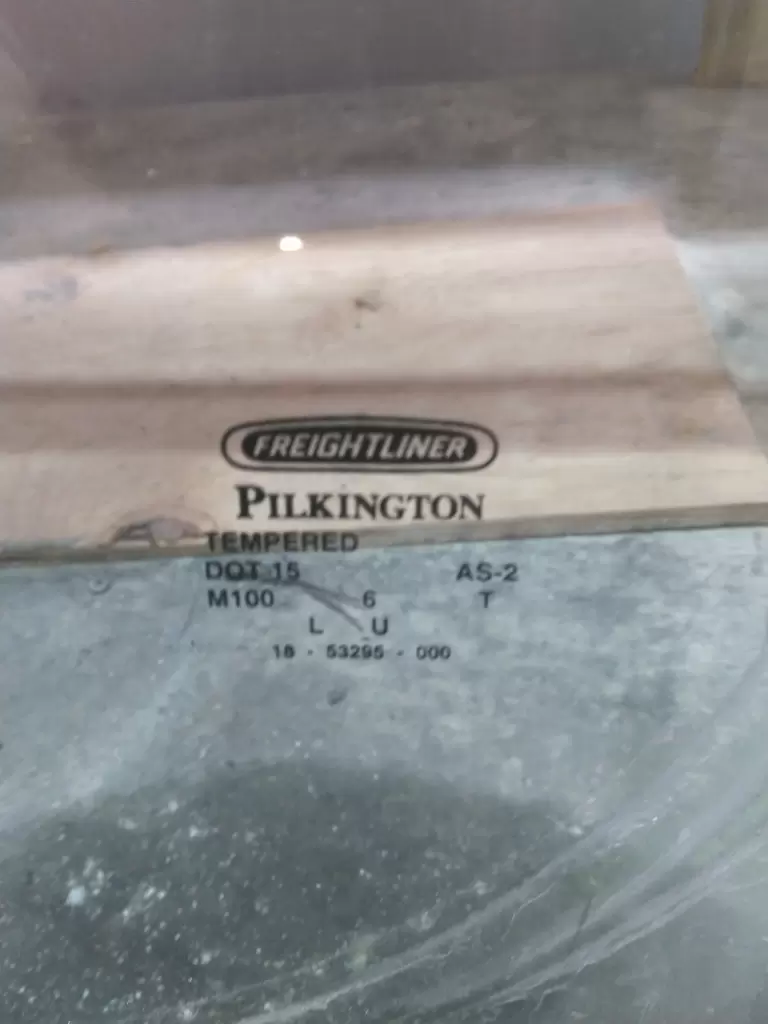 FREIGHTLINER
PILKINGTON
TEMPERED
DOT 15 AS-2
M100 6 T
L U
18 - 53295 - 000